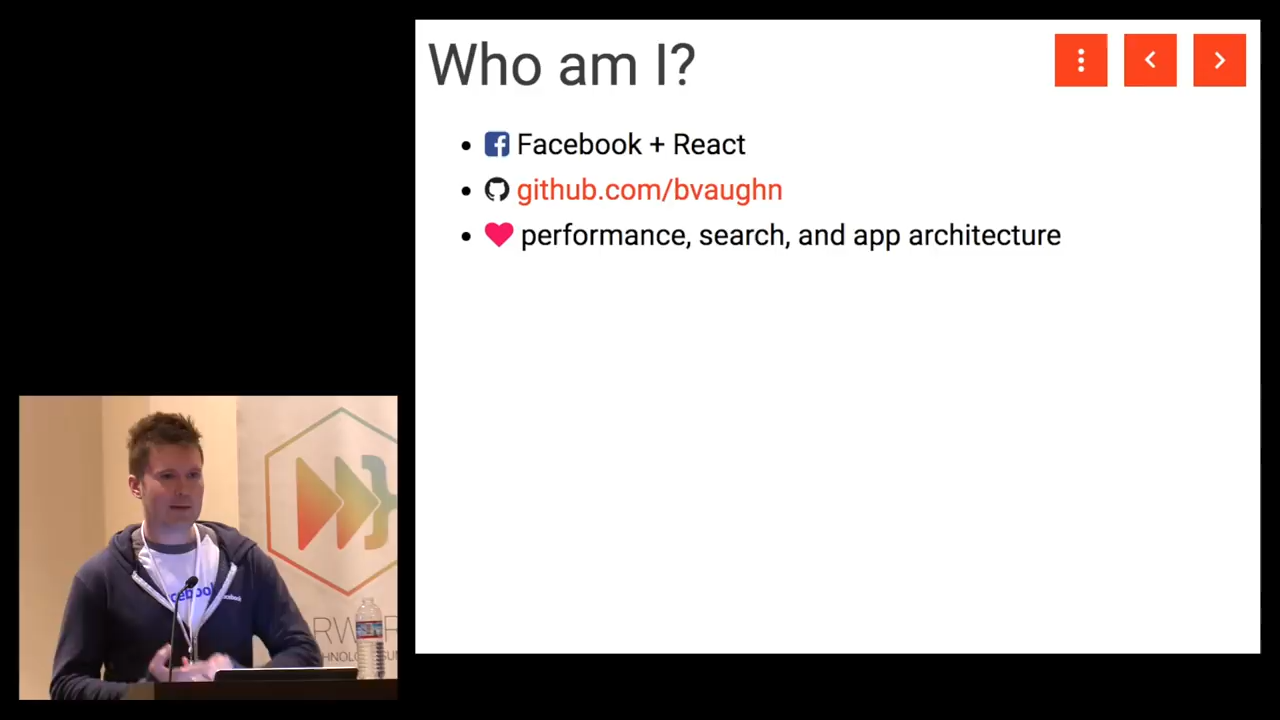 Who am I?
Facebook + React
github.com/bvaughn
performance, search, and app architecture